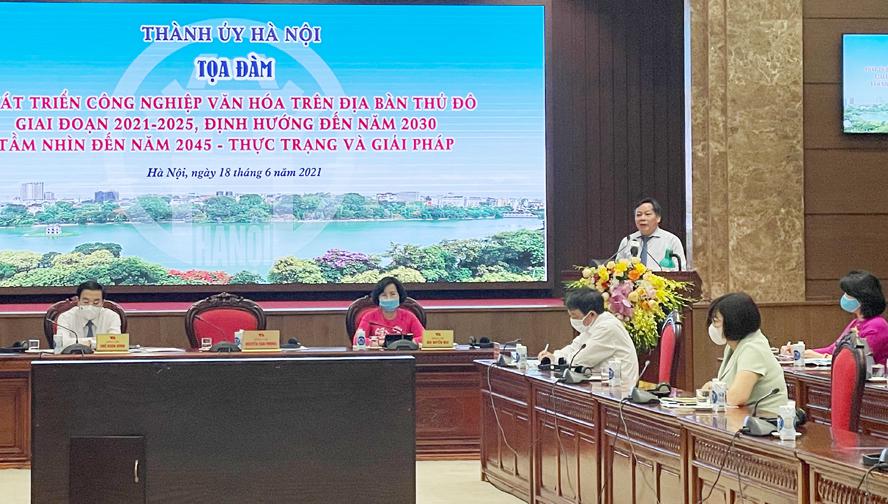 THÀNH ỦY HÀ NỘI
TỌA ĐÀM
ÁT TRIỂN CÔNG NGHIỆP VĂN HÓA TRÊN ĐỊA BÀN THỦ ĐÔ
GIAI ĐOẠN 2021-2025, ĐỊNH HƯỚNG ĐẾN NĂM 2030
TẦM NHÌN ĐẾN NĂM 2045 - THỰC TRẠNG VÀ GIẢI PHÁP
Hà Nội, ngày 18 tháng 6 năm 2021
HANOI